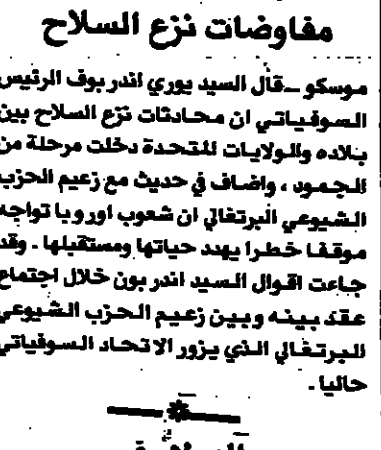 مفاوضات نزع السلاح
موسكو ــ قال السيد يوري اندر بوف الرئيس
السوفياتي ان محادثات نزع السلاح بين
بلاده والولايات المتحدة دخلت مرحلة من
الجمود ، واضاف في حديث مع زعيم الحزب
الشيوعي البرتغالي ان شعوب اوروبا تواجه
موقفا خطرا يهدد حياتها ومستقبلها . وقد
جاءت اقوال السيد اندر بون خلال اجتماع
عقد بينه وبين زعيم الحزب الشيوعي
البرتغالي الذي يزور الاتحاد السوفياتي
حاليا .